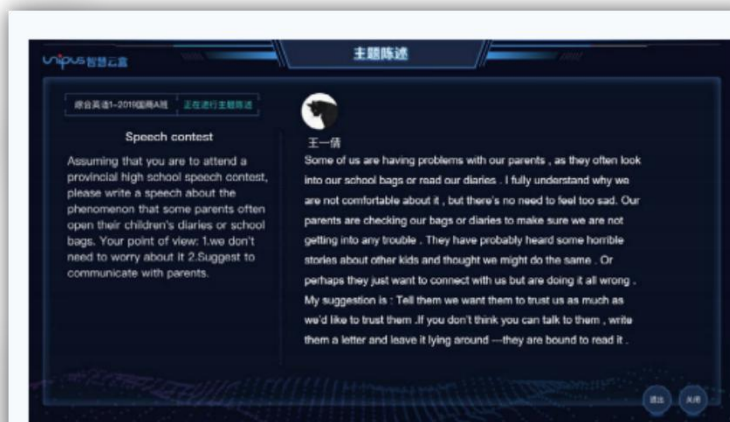 主题陈述
unipus智慧云盒
综合英语1-2019国商A班 正在进行主题陈述
Speech contest
Assuming that you are to attend a
provincial high school speech contest,
please write a speech about the
phenomenon that some parents often
open their children's diaries or school
bags. Your point of view: 1.we don't
need to worry about it 2.Suggest to
communicate with parents.
王一倩
Some of us are having problems with our parents , as they often look
into our school bags or read our diaries . I fully understand why we
are not comfortable about it , but there's no need to feel too sad. Our
parents are checking our bags or diaries to make sure we are not
getting into any trouble . They have probably heard some horrible
stories about other kids and thought we might do the same . Or
perhaps they just want to connect with us but are doing it all wrong .
My suggestion is : Tell them we want them to trust us as much as
we'd like to trust them .If you don't think you can talk to them , write
them a letter and leave it lying around —they are bound to read it .
退出 关闭